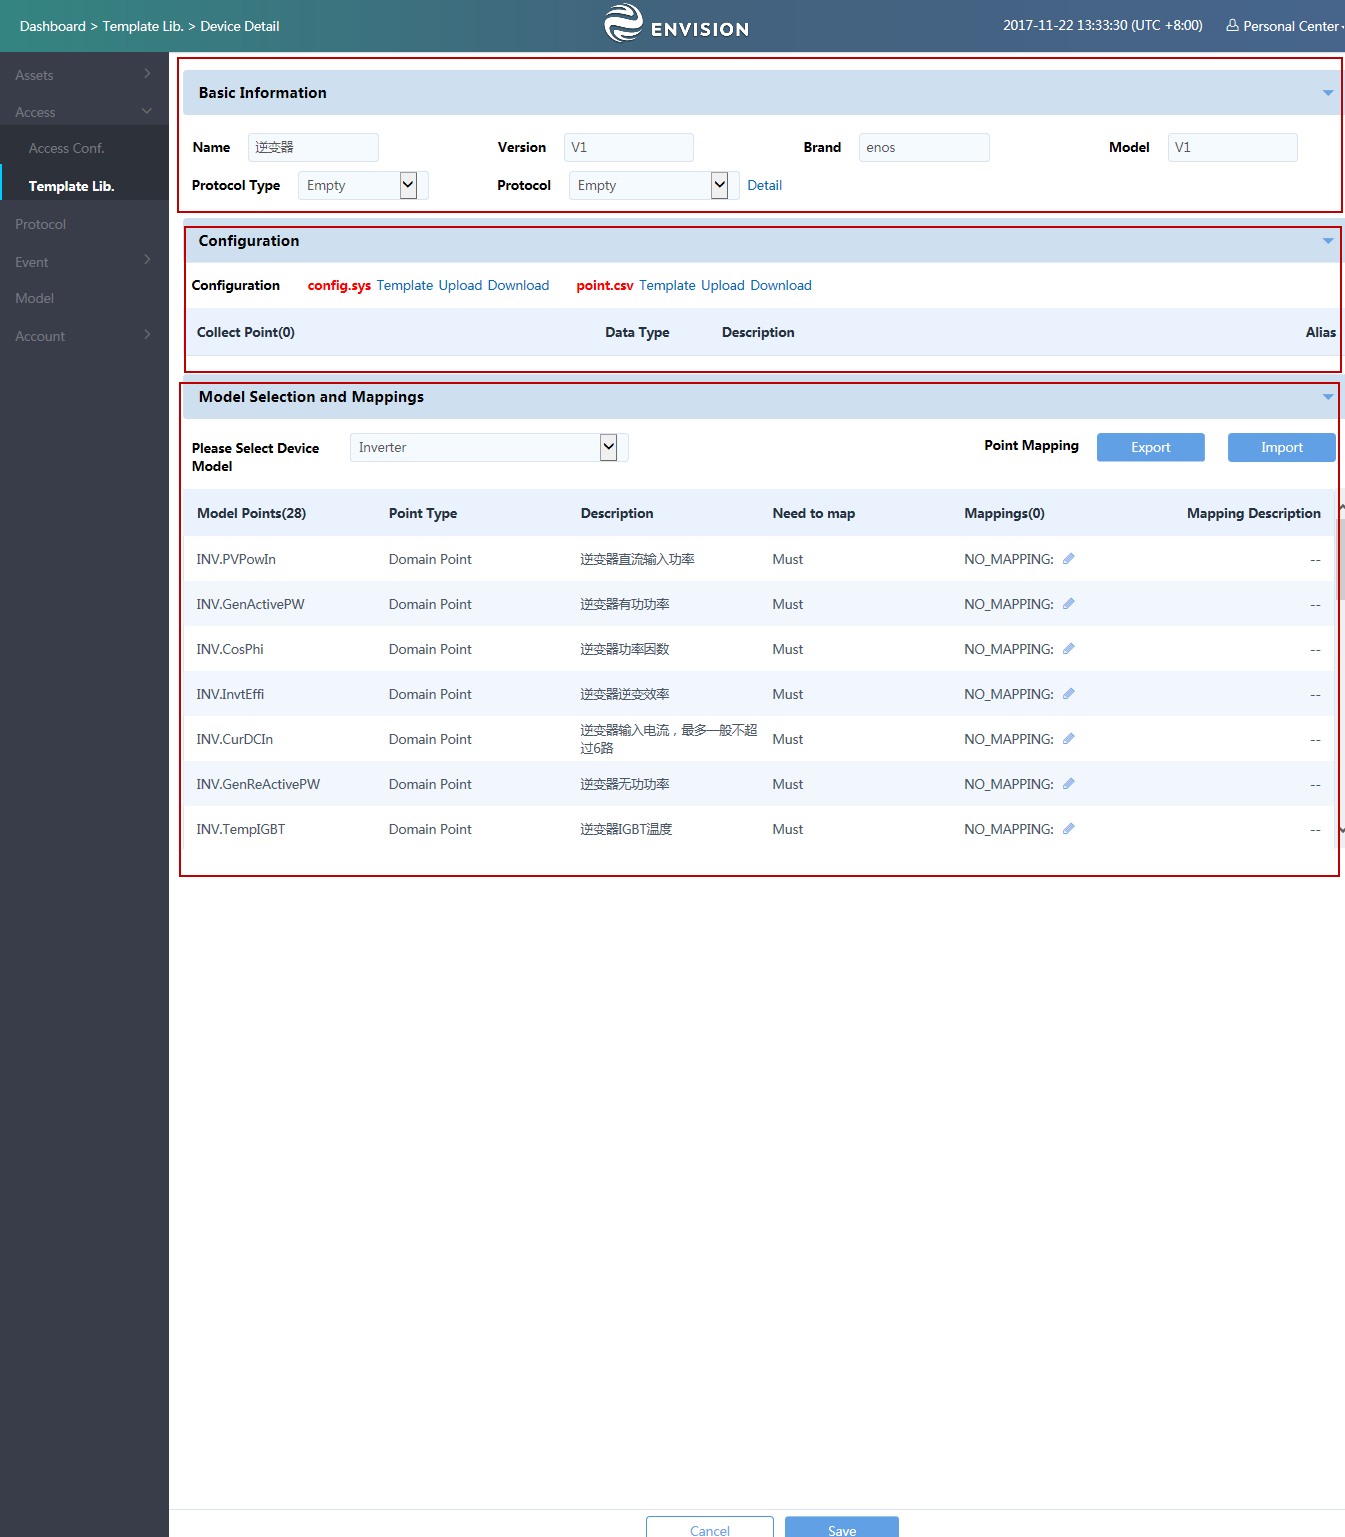 Dashboard > Template Lib. > Device Detail
ENVISION
2017-11-22 13:33:30 (UTC +8:00)
Personal Center
Assets
Access
Access Conf.
Template Lib.
Protocol
Event
Model
Account
Basic Information
Name 逆变器 Version V1 Brand enos Model V1
Protocol Type Empty Protocol Empty Detail
Configuration
Configuration config.sys Template Upload Download point.csv Template Upload Download
Collect Point(0) Data Type Description Alias
Model Selection and Mappings
Please Select Device
Model
Inverter
Point Mapping Export Import
Model Points(28) Point Type Description Need to map Mappings(0) Mapping Description
INV.PVPowIn Domain Point 逆变器直流输入功率 Must NO_MAPPING: --
INV.GenActivePW Domain Point 逆变器有功功率 Must NO_MAPPING: --
INV.CosPhi Domain Point 逆变器功率因数 Must NO_MAPPING: --
INV.InvtEffi Domain Point 逆变器逆变效率 Must NO_MAPPING: --
INV.CurDCIn Domain Point 逆变器输入电流，最多一般不超
过6路 Must NO_MAPPING: --
INV.GenReActivePW Domain Point 逆变器无功功率 Must NO_MAPPING: --
INV.TempIGBT Domain Point 逆变器IGBT温度 Must NO_MAPPING: --
Cancel Save